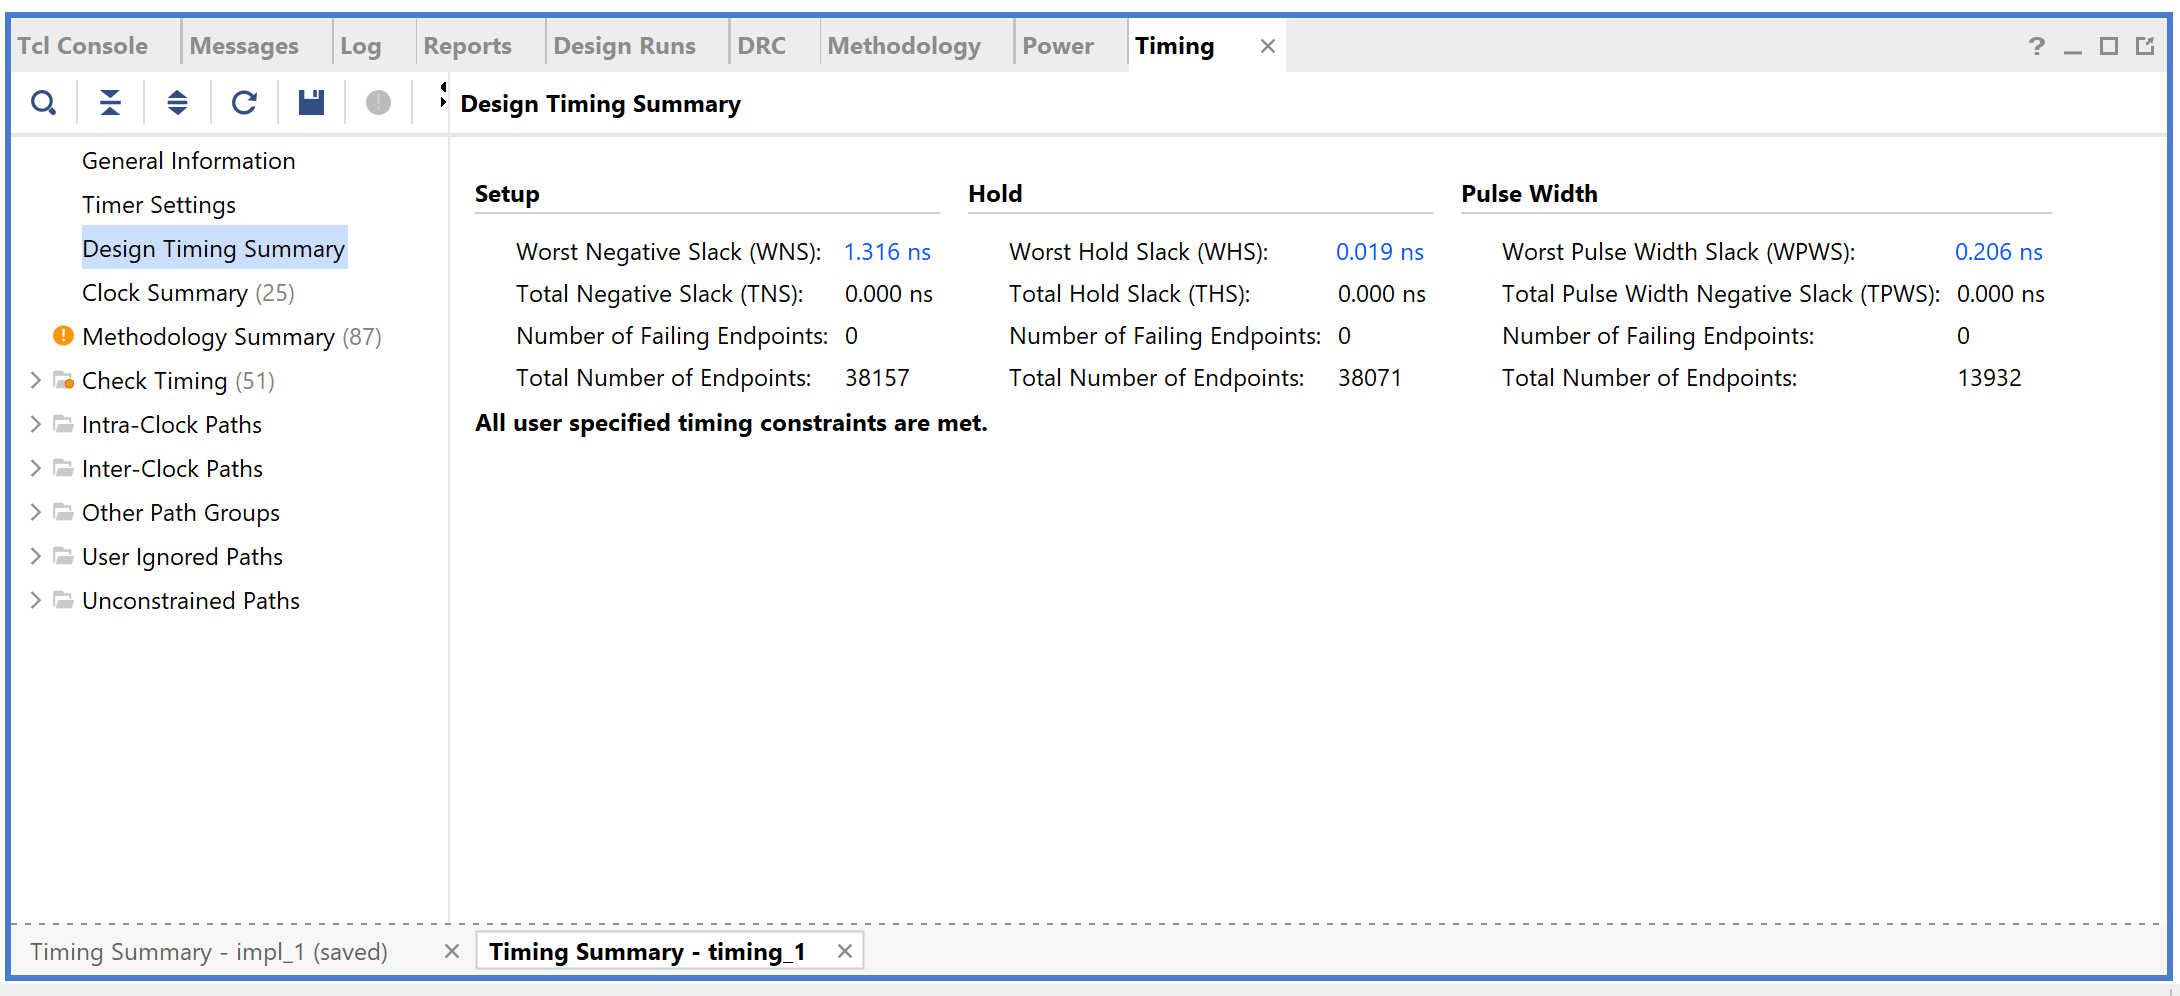 Tcl Console Messages Log Reports Design Runs DRC Methodology Power Timing ?
Design Timing Summary
General Information
Timer Settings
Design Timing Summary
Clock Summary (25)
Methodology Summary (87)
Check Timing (51)
Intra-Clock Paths
Inter-Clock Paths
Other Path Groups
User Ignored Paths
Unconstrained Paths
Setup
Worst Negative Slack (WNS): 1.316 ns
Total Negative Slack (TNS): 0.000 ns
Number of Failing Endpoints: 0
Total Number of Endpoints: 38157
Hold
Worst Hold Slack (WHS): 0.019 ns
Total Hold Slack (THS): 0.000 ns
Number of Failing Endpoints: 0
Total Number of Endpoints: 38071
Pulse Width
Worst Pulse Width Slack (WPWS): 0.206 ns
Total Pulse Width Negative Slack (TPWS): 0.000 ns
Number of Failing Endpoints: 0
Total Number of Endpoints: 13932
All user specified timing constraints are met.
Timing Summary - impl_1 (saved) Timing Summary - timing_1